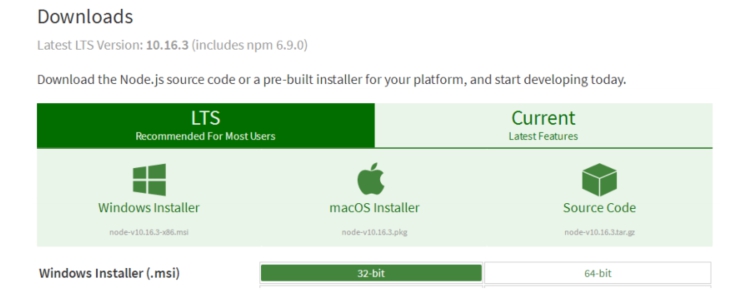 Downloads
Latest LTS Version: 10.16.3 (includes npm 6.9.0)
Download the Node.js source code or a pre-built installer for your platform, and start developing today.
LTS
Recommended For Most Users
Current
Latest Features
Windows Installer
node-v10.16.3-x86.msi
macOS Installer
node-v10.16.3.pkg
Source Code
node-v10.16.3.tar.gz
Windows Installer (.msi)
32-bit
64-bit